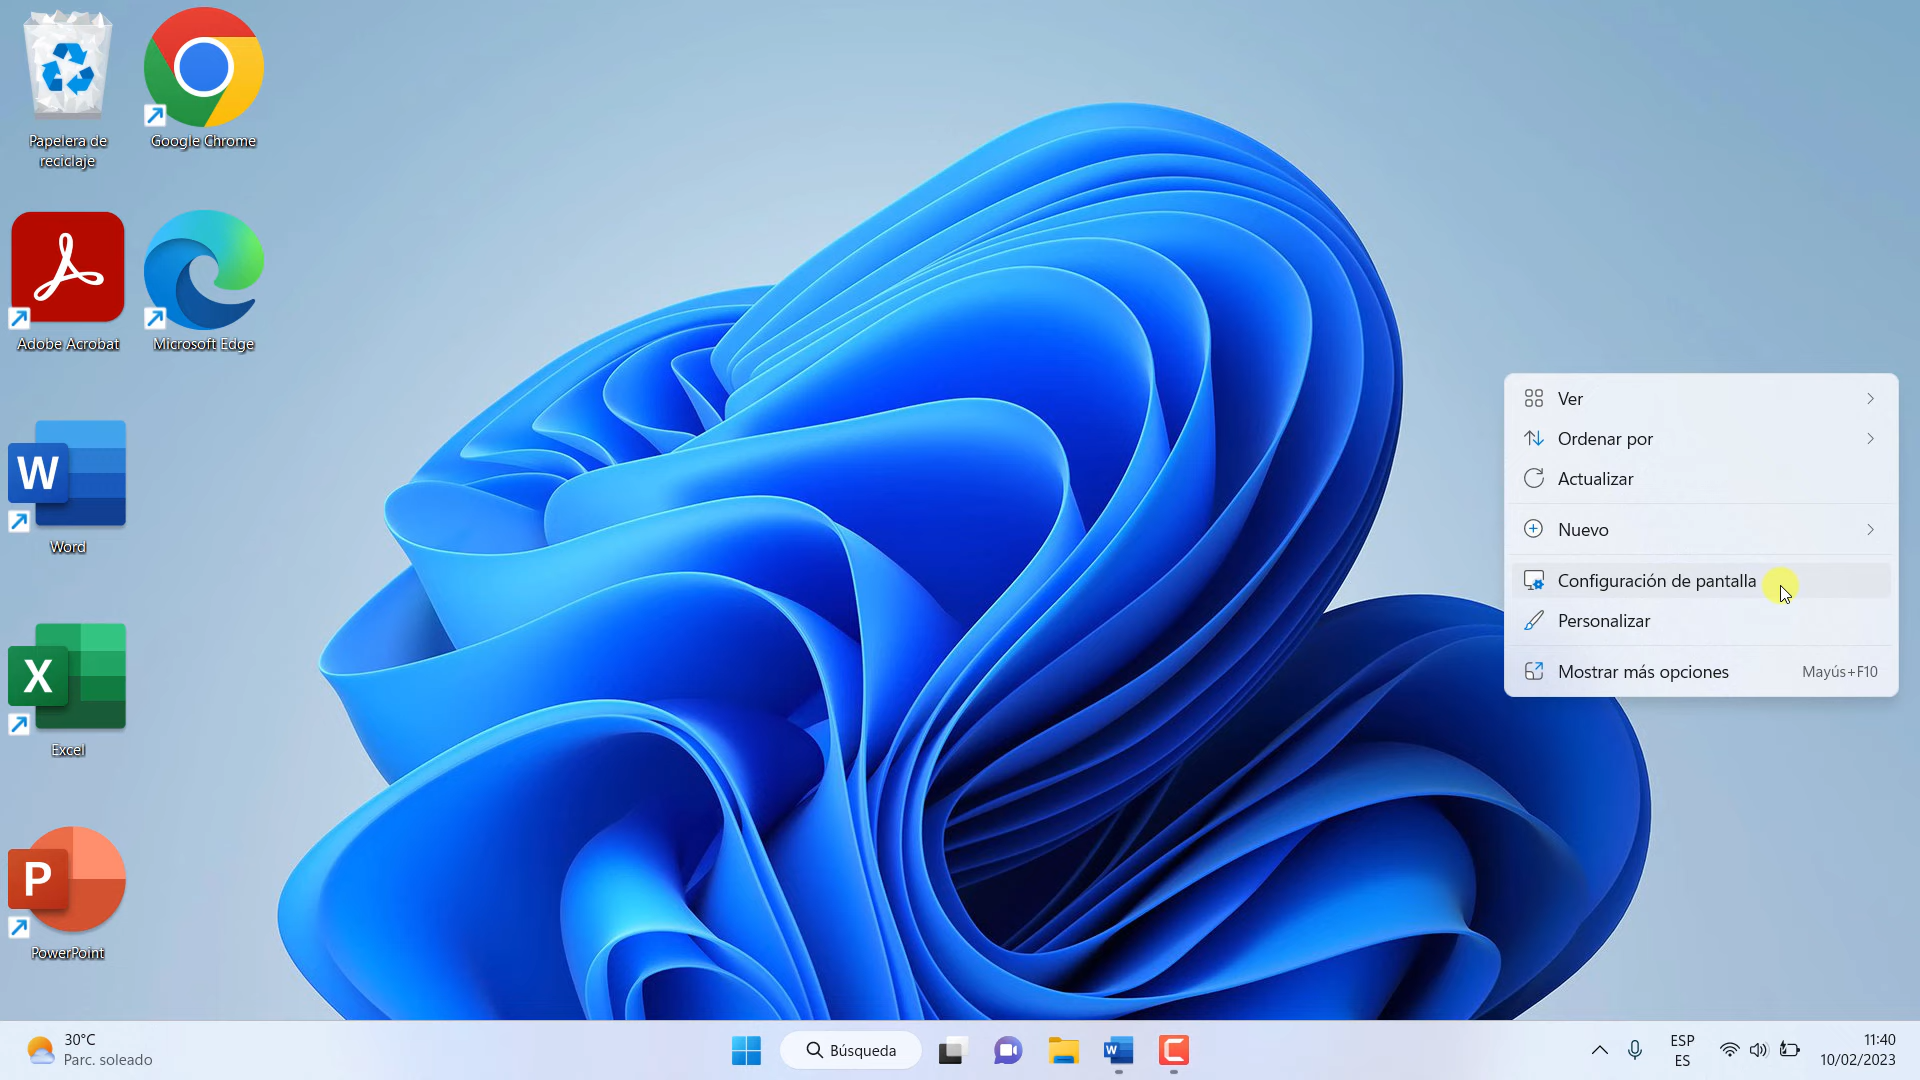 Papelera de
reciclaje
Google Chrome
Adobe Acrobat
Microsoft Edge
W
Word
X
Excel
P
PowerPoint
Ver
Ordenar por
Actualizar
Nuevo
Configuración de pantalla
Personalizar
Mostrar más opciones Mayús+F10
30°C
Parc. soleado
Búsqueda
W
ESP
ES
11:40
10/02/2023